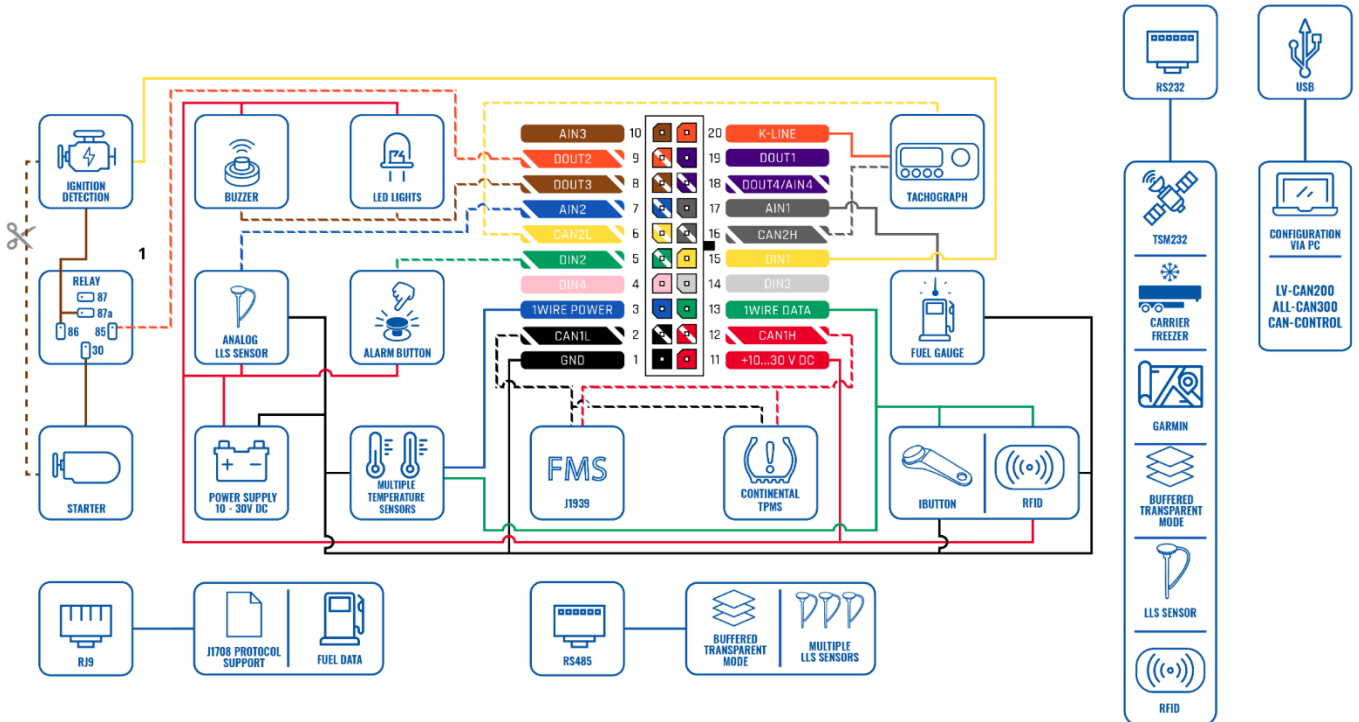 RS232
USB
AIN3 10 20 K-LINE
DOUT2 9 19 DOUT1
DOUT3 8 18 DOUT4/AIN4
AIN2 7 17 AIN1
CAN2L 6 16 CAN2H
DIN2 5 15 DIN1
DIN4 4 14 DIN3
1WIRE POWER 3 13 1WIRE DATA
CAN1L 2 12 CAN1H
GND 1 11 +10...30 V DC
IGNITION
DETECTION
BUZZER
LED LIGHTS
TACHOGRAPH
1
RELAY
87
87a
86 85
30
ANALOG
LLS SENSOR
ALARM BUTTON
FUEL GAUGE
STARTER
POWER SUPPLY
10 - 30V DC
MULTIPLE
TEMPERATURE
SENSORS
FMS
J1939
CONTINENTAL
TPMS
IBUTTON
RFID
RJ9
J1708 PROTOCOL
SUPPORT
FUEL DATA
RS485
BUFFERED
TRANSPARENT
MODE
MULTIPLE
LLS SENSORS
TSM232
CARRIER
FREEZER
GARMIN
BUFFERED
TRANSPARENT
MODE
LLS SENSOR
RFID
CONFIGURATION
VIA PC
LV-CAN200
ALL-CAN300
CAN-CONTROL